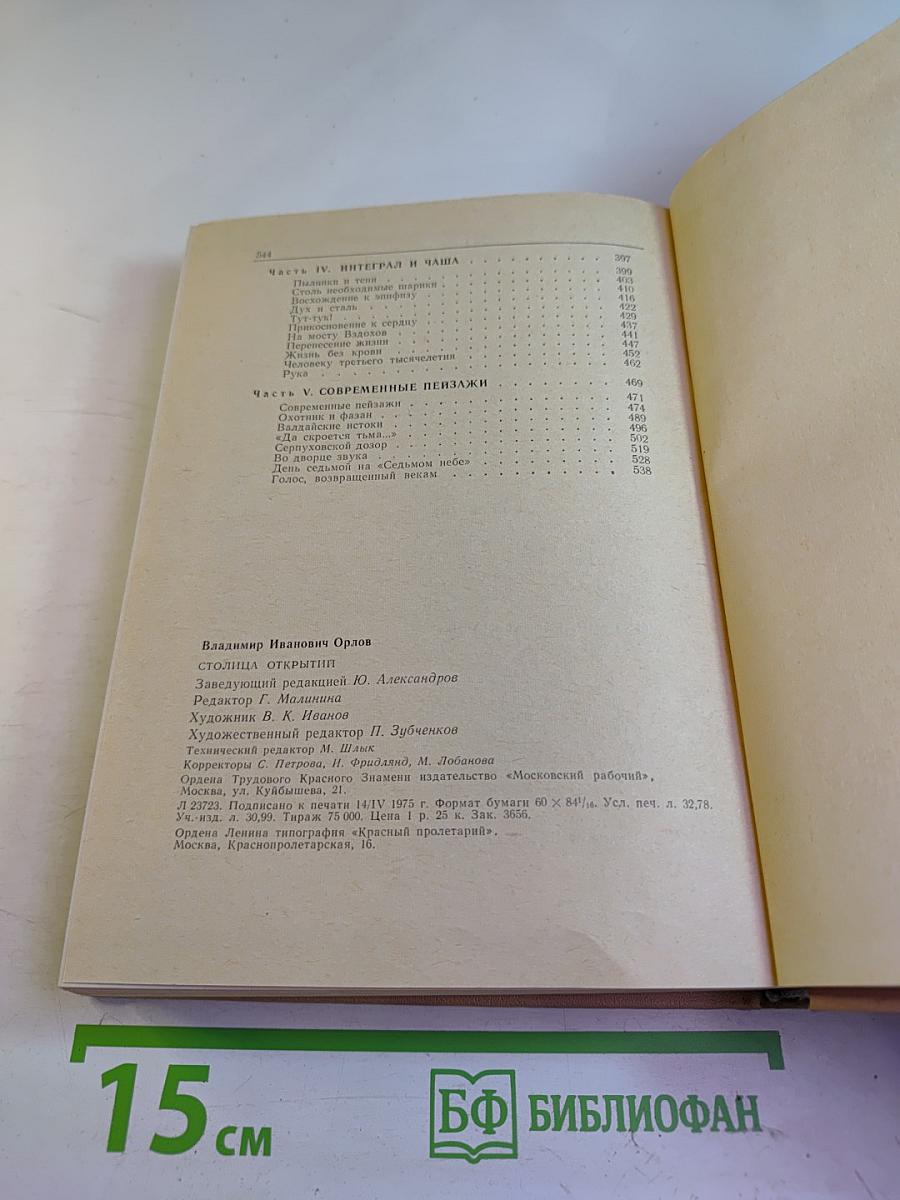 544
Часть IV. ИНТЕГРАЛ И ЧАША . . . . . . . . . . 397
Пылинки и тени . . . . . . . . . . 399
Столь необходимые шарики . . . . . . . . . . 403
Восхождение к эпифизу . . . . . . . . . . 410
Дух и сталь . . . . . . . . . . 416
Тут-тук! . . . . . . . . . . 422
Прикосновение к сердцу . . . . . . . . . . 429
На мосту Вздохов . . . . . . . . . . 437
Перенесение жизни . . . . . . . . . . 441
Жизнь без крови . . . . . . . . . . 447
Человеку третьего тысячелетия . . . . . . . . . . 452
Рука . . . . . . . . . . 462
Часть V. СОВРЕМЕННЫЕ ПЕЙЗАЖИ . . . . . . . . . . 469
Современные пейзажи . . . . . . . . . . 471
Охотник и фазан . . . . . . . . . . 474
Валдайские истоки . . . . . . . . . . 489
«Да скроется тьма...» . . . . . . . . . . 496
Серпуховской дозор . . . . . . . . . . 502
Во дворце звука . . . . . . . . . . 519
День седьмой на «Седьмом небе» . . . . . . . . . . 528
Голос, возвращенный векам . . . . . . . . . . 538
Владимир Иванович Орлов
СТОЛИЦА ОТКРЫТИЙ
Заведующий редакцией Ю. Александров
Редактор Г. Малинина
Художник В. К. Иванов
Художественный редактор П. Зубченков
Технический редактор М. Шлык
Корректоры С. Петрова, И. Фридлянд, М. Лобанова
Ордена Трудового Красного Знамени издательство «Московский рабочий»,
Москва, ул. Куйбышева, 21.
Л 23723. Подписано к печати 14/IV 1975 г. Формат бумаги 60 × 84¹/₁₆. Усл. печ. л. 32,78.
Уч.-изд. л. 30,99. Тираж 75 000. Цена 1 р. 25 к. Зак. 3656.
Ордена Ленина типография «Красный пролетарий».
Москва, Краснопролетарская, 16.
15 см
БФ БИБЛИОФАН